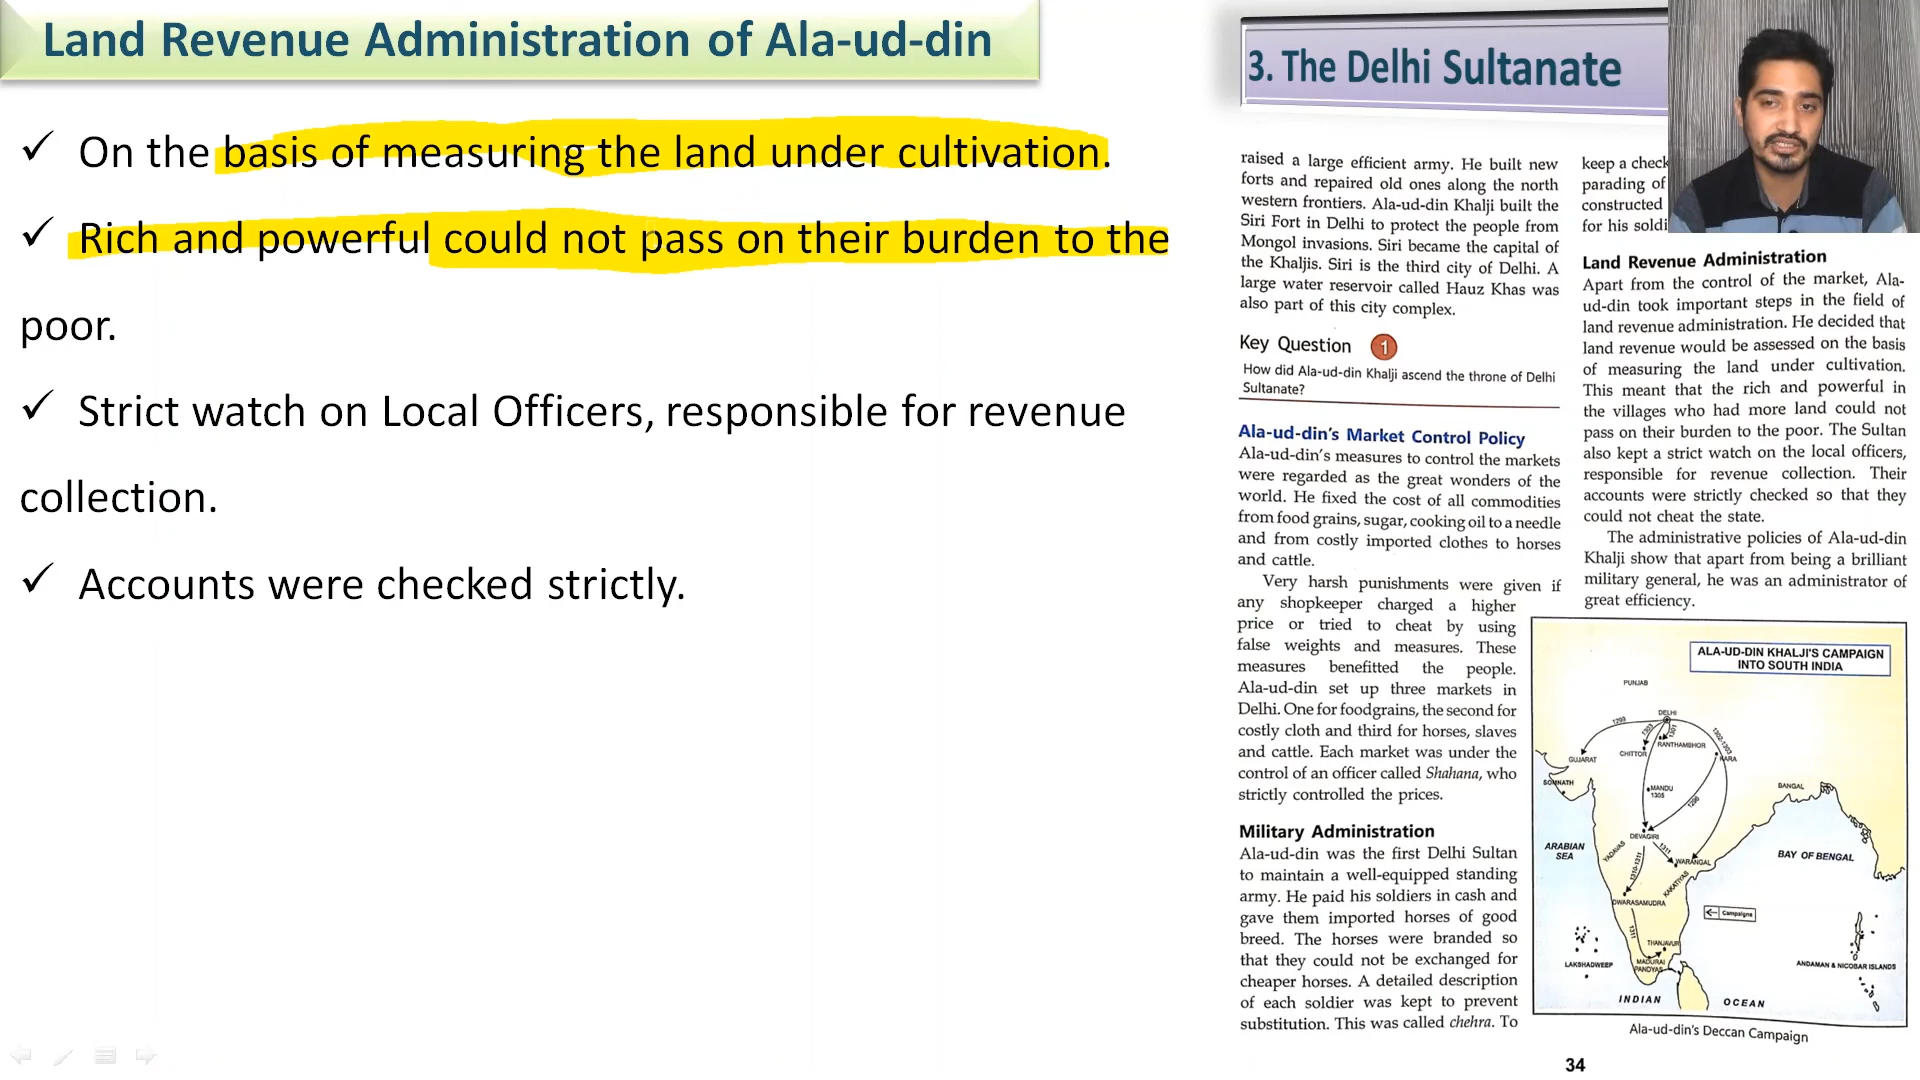 Land Revenue Administration of Ala-ud-din
✓ On the basis of measuring the land under cultivation.
✓ Rich and powerful could not pass on their burden to the
poor.
✓ Strict watch on Local Officers, responsible for revenue
collection.
✓ Accounts were checked strictly.
3. The Delhi Sultanate
raised a large efficient army. He built new
forts and repaired old ones along the north
western frontiers. Ala-ud-din Khalji built the
Siri Fort in Delhi to protect the people from
Mongol invasions. Siri became the capital of
the Khaljis. Siri is the third city of Delhi. A
large water reservoir called Hauz Khas was
also part of this city complex.
Key Question 1
How did Ala-ud-din Khalji ascend the throne of Delhi
Sultanate?
Ala-ud-din's Market Control Policy
Ala-ud-din's measures to control the markets
were regarded as the great wonders of the
world. He fixed the cost of all commodities
from food grains, sugar, cooking oil to a needle
and from costly imported clothes to horses
and cattle.
Very harsh punishments were given if
any shopkeeper charged a higher
price or tried to cheat by using
false weights and measures. These
measures benefitted the people.
Ala-ud-din set up three markets in
Delhi. One for foodgrains, the second for
costly cloth and third for horses, slaves
and cattle. Each market was under the
control of an officer called Shahana, who
strictly controlled the prices.
Military Administration
Ala-ud-din was the first Delhi Sultan
to maintain a well-equipped standing
army. He paid his soldiers in cash and
gave them imported horses of good
breed. The horses were branded so
that they could not be exchanged for
cheaper horses. A detailed description
of each soldier was kept to prevent
substitution. This was called chehra. To
keep a check
parading of
constructed
for his soldi
Land Revenue Administration
Apart from the control of the market, Ala-
ud-din took important steps in the field of
land revenue administration. He decided that
land revenue would be assessed on the basis
of measuring the land under cultivation.
This meant that the rich and powerful in
the villages who had more land could not
pass on their burden to the poor. The Sultan
also kept a strict watch on the local officers,
responsible for revenue collection. Their
accounts were strictly checked so that they
could not cheat the state.
The administrative policies of Ala-ud-din
Khalji show that apart from being a brilliant
military general, he was an administrator of
great efficiency.
ALA-UD-DIN KHALJI'S CAMPAIGN
INTO SOUTH INDIA
PUNJAB
DELHI
1299
1303
1301
1302-1303
CHITTOR
RANTHAMBHOR
GUJARAT
KARA
SOMNATH
MANDU
1305
BANGAL
1296
DEVAGIRI
ARABIAN
SEA
YADAVAS
1311
WARANGAL
BAY OF BENGAL
1310-1311
KAKATIYAS
DWARASAMUDRA
Campaigns
1311
THANJAVUR
LAKSHADWEEP
MADURAI
PANDYAS
ANDAMAN & NICOBAR ISLANDS
INDIAN OCEAN
Ala-ud-din's Deccan Campaign
34